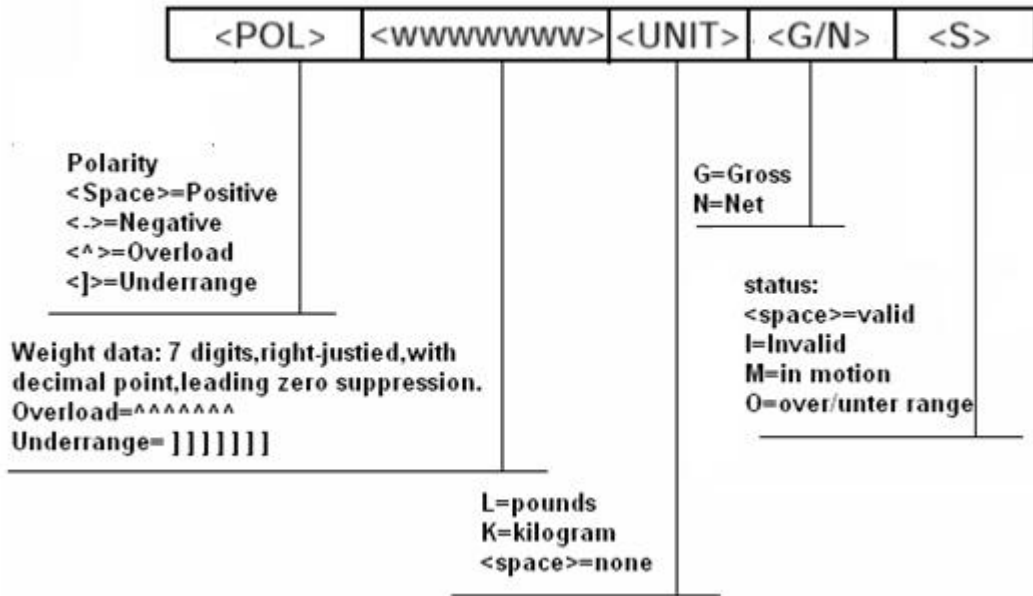 <POL> <wwwwwww> <UNIT> <G/N> <S>
Polarity
<Space>=Positive
<->=Negative
<^>=Overload
<]>=Underrange
G=Gross
N=Net
status:
<space>=valid
I=Invalid
M=in motion
O=over/unter range
Weight data: 7 digits,right-justied,with
decimal point,leading zero suppression.
Overload=^^^^^^^
Underrange= ] ] ] ] ] ] ]
L=pounds
K=kilogram
<space>=none